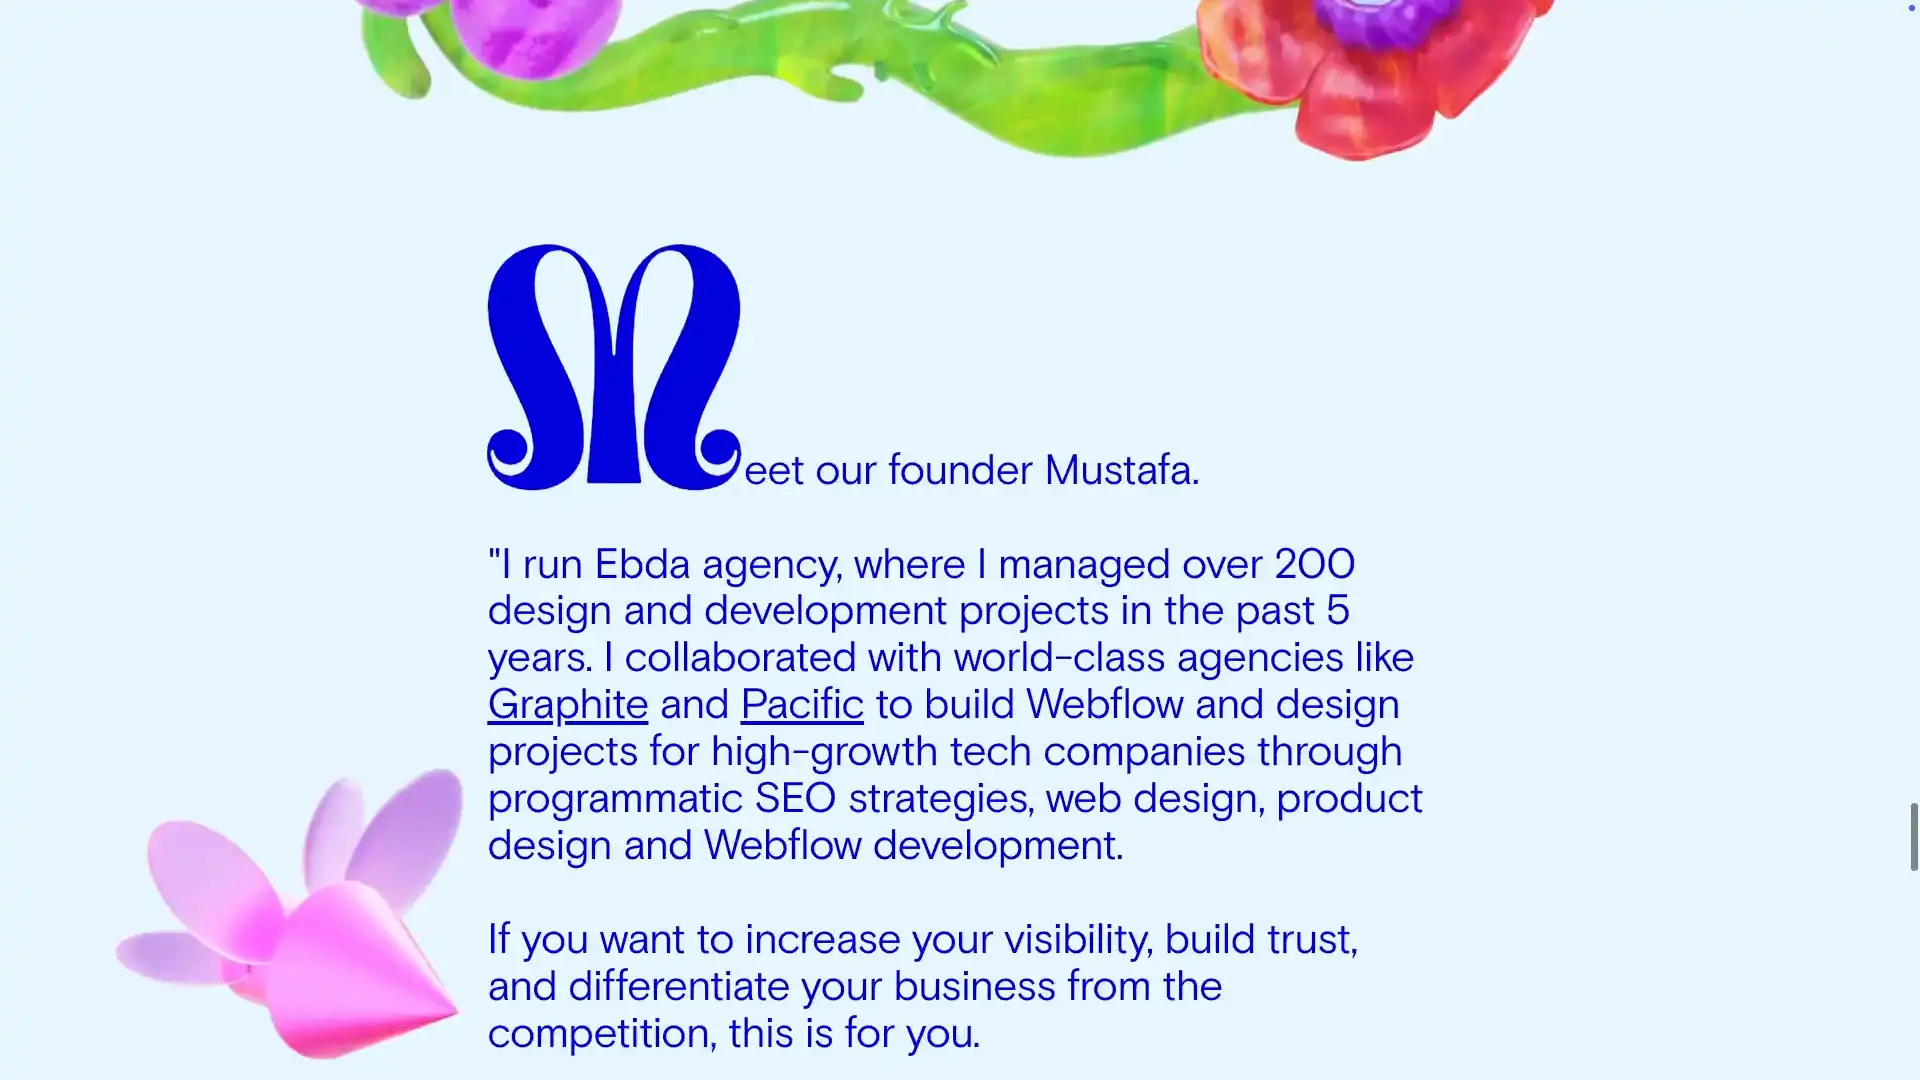 Meet our founder Mustafa.
"I run Ebda agency, where I managed over 200
design and development projects in the past 5
years. I collaborated with world-class agencies like
Graphite and Pacific to build Webflow and design
projects for high-growth tech companies through
programmatic SEO strategies, web design, product
design and Webflow development.
If you want to increase your visibility, build trust,
and differentiate your business from the
competition, this is for you.